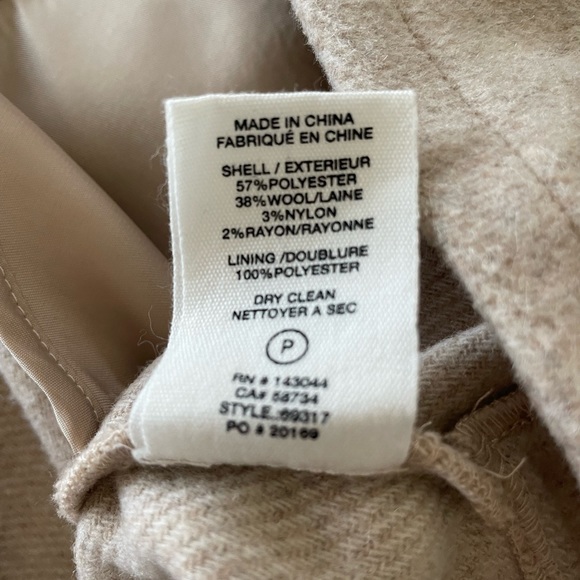 MADE IN CHINA
FABRIQUÉ EN CHINE
SHELL / EXTERIEUR
57%POLYESTER
38%WOOL/LAINE
3%NYLON
2%RAYON/RAYONNE
LINING /DOUBLURE
100%POLYESTER
DRY CLEAN
NETTOYER A SEC
P
RN # 143044
CA# 58734
STYLE.:69317
PO # 20169